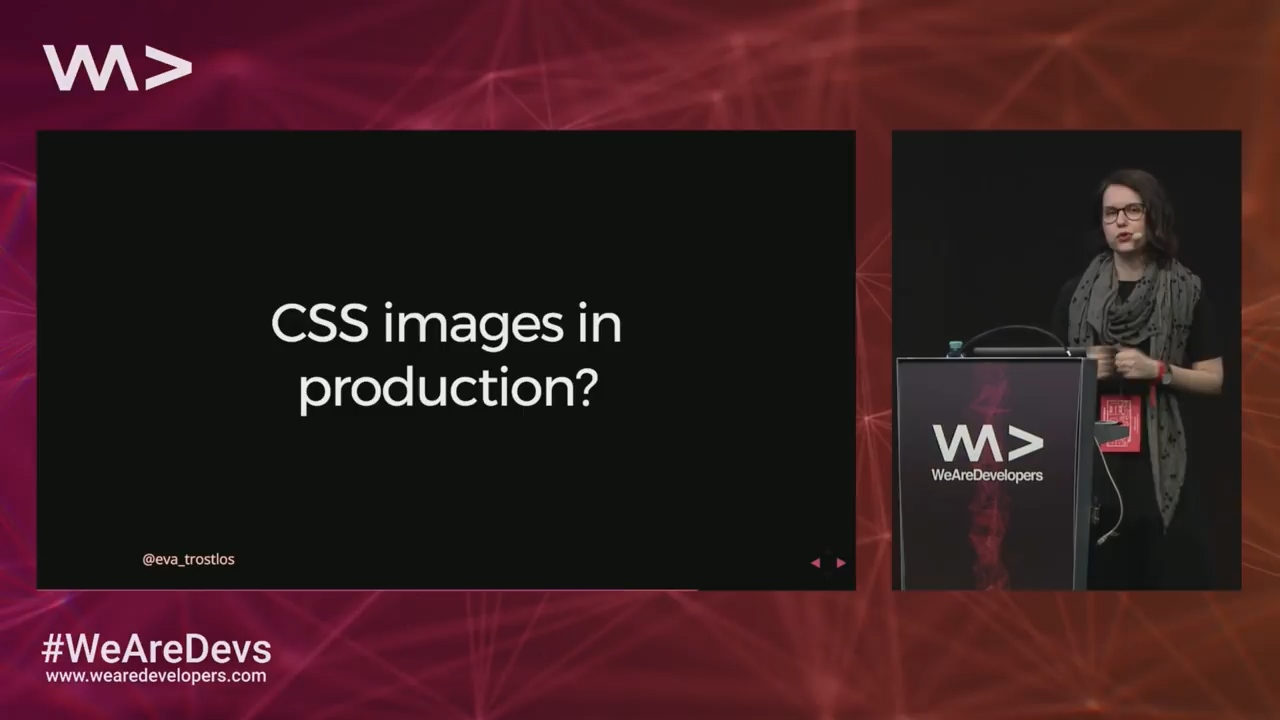 CSS images in
production?
@eva_trostlos
WeAreDevelopers
#WeAreDevs
www.wearedevelopers.com